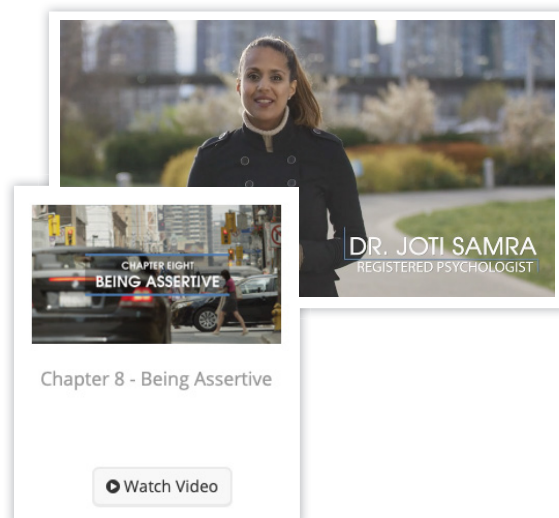 DR. JOTI SAMRA
REGISTERED PSYCHOLOGIST
CHAPTER EIGHT
BEING ASSERTIVE
Chapter 8 - Being Assertive
Watch Video